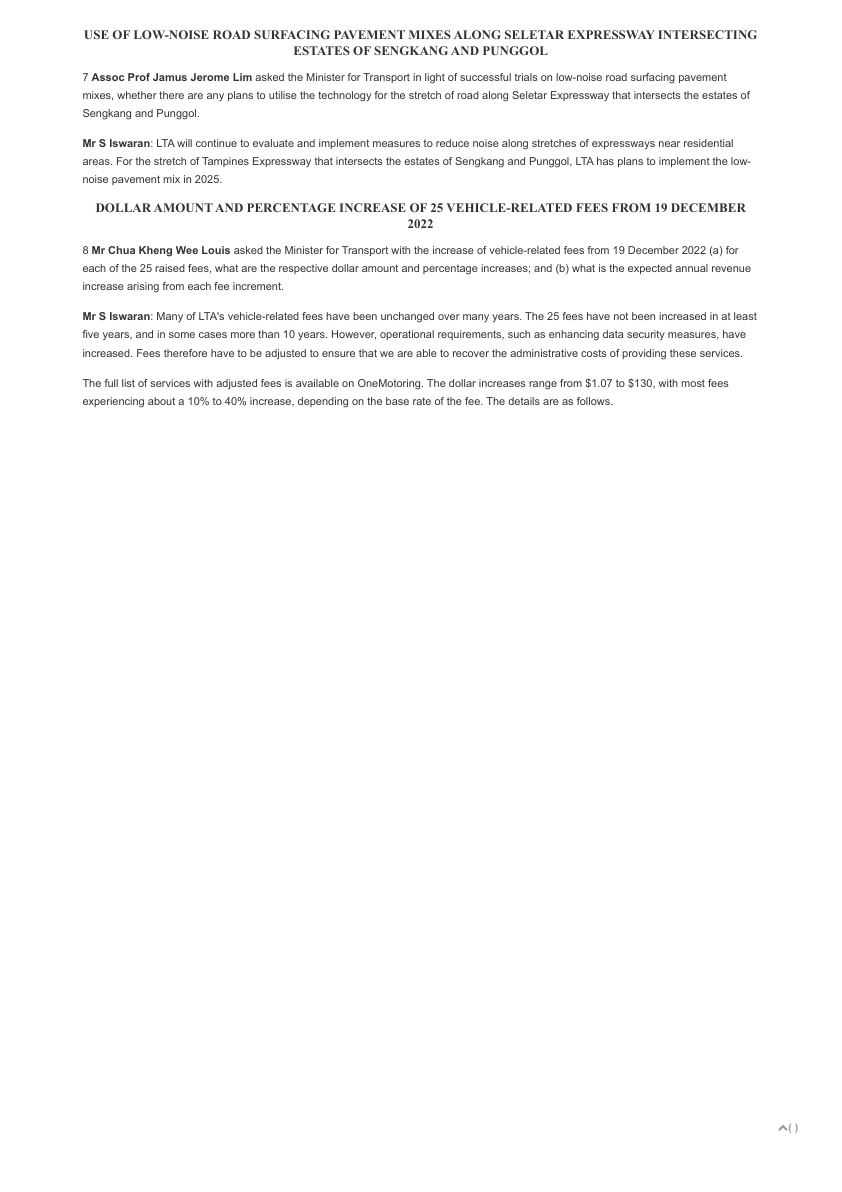 USE OF LOW-NOISE ROAD SURFACING PAVEMENT MIXES ALONG SELETAR EXPRESSWAY INTERSECTING
ESTATES OF SENGKANG AND PUNGGOL
7 Assoc Prof Jamus Jerome Lim asked the Minister for Transport in light of successful trials on low-noise road surfacing pavement
mixes, whether there are any plans to utilise the technology for the stretch of road along Seletar Expressway that intersects the estates of
Sengkang and Punggol.
Mr S Iswaran: LTA will continue to evaluate and implement measures to reduce noise along stretches of expressways near residential
areas. For the stretch of Tampines Expressway that intersects the estates of Sengkang and Punggol, LTA has plans to implement the low-
noise pavement mix in 2025.
DOLLAR AMOUNT AND PERCENTAGE INCREASE OF 25 VEHICLE-RELATED FEES FROM 19 DECEMBER
2022
8 Mr Chua Kheng Wee Louis asked the Minister for Transport with the increase of vehicle-related fees from 19 December 2022 (a) for
each of the 25 raised fees, what are the respective dollar amount and percentage increases; and (b) what is the expected annual revenue
increase arising from each fee increment.
Mr S Iswaran: Many of LTA's vehicle-related fees have been unchanged over many years. The 25 fees have not been increased in at least
five years, and in some cases more than 10 years. However, operational requirements, such as enhancing data security measures, have
increased. Fees therefore have to be adjusted to ensure that we are able to recover the administrative costs of providing these services.
The full list of services with adjusted fees is available on OneMotoring. The dollar increases range from $1.07 to $130, with most fees
experiencing about a 10% to 40% increase, depending on the base rate of the fee. The details are as follows.
( )